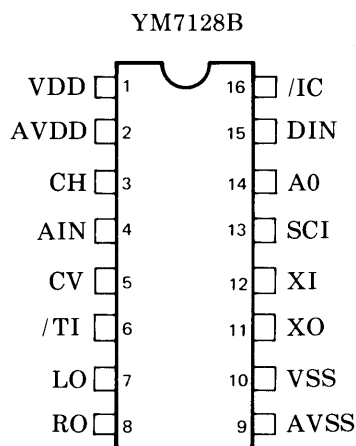 YM7128B
VDD 1 16 /IC
AVDD 2 15 DIN
CH 3 14 A0
AIN 4 13 SCI
CV 5 12 XI
/TI 6 11 XO
LO 7 10 VSS
RO 8 9 AVSS